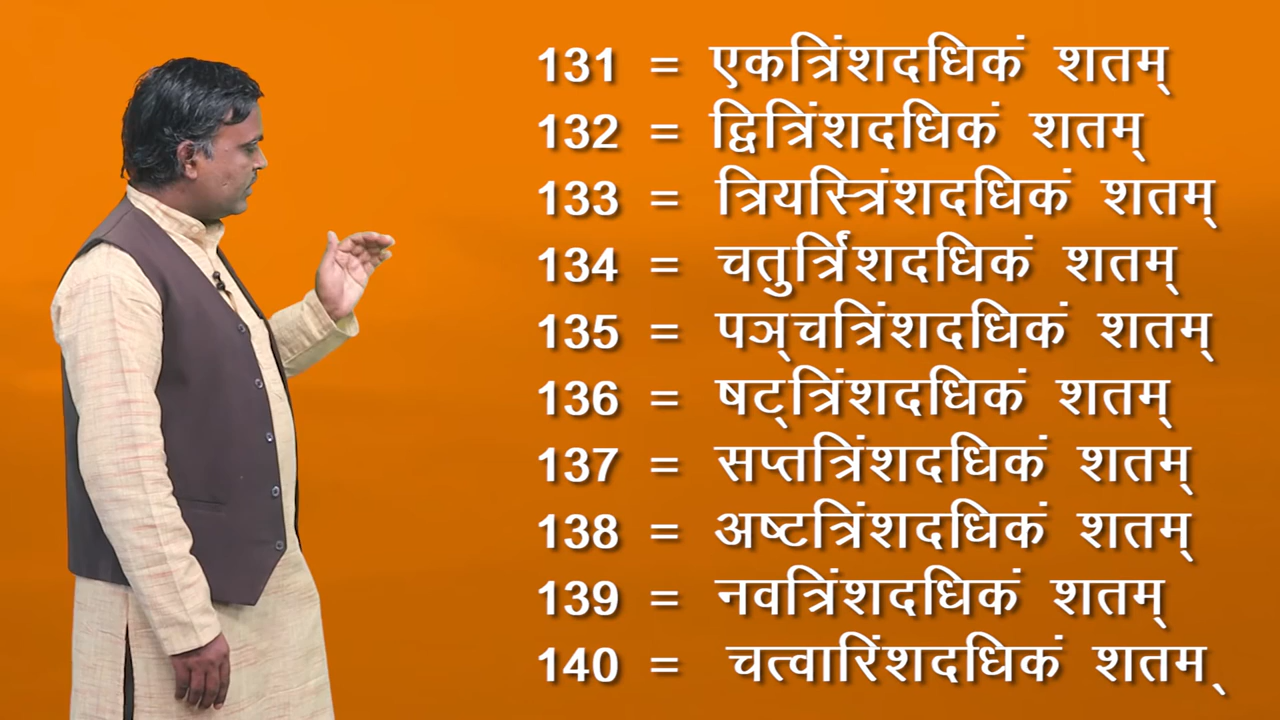 131 = एकत्रिंशदधिकं शतम्
132 = द्वित्रिंशदधिकं शतम्
133 = त्रियस्त्रिंशदधिकं शतम्
134 = चतुर्त्रिंशदधिकं शतम्
135 = पञ्चत्रिंशदधिकं शतम्
136 = षट्त्रिंशदधिकं शतम्
137 = सप्तत्रिंशदधिकं शतम्
138 = अष्टत्रिंशदधिकं शतम्
139 = नवत्रिंशदधिकं शतम्
140 = चत्वारिंशदधिकं शतम्